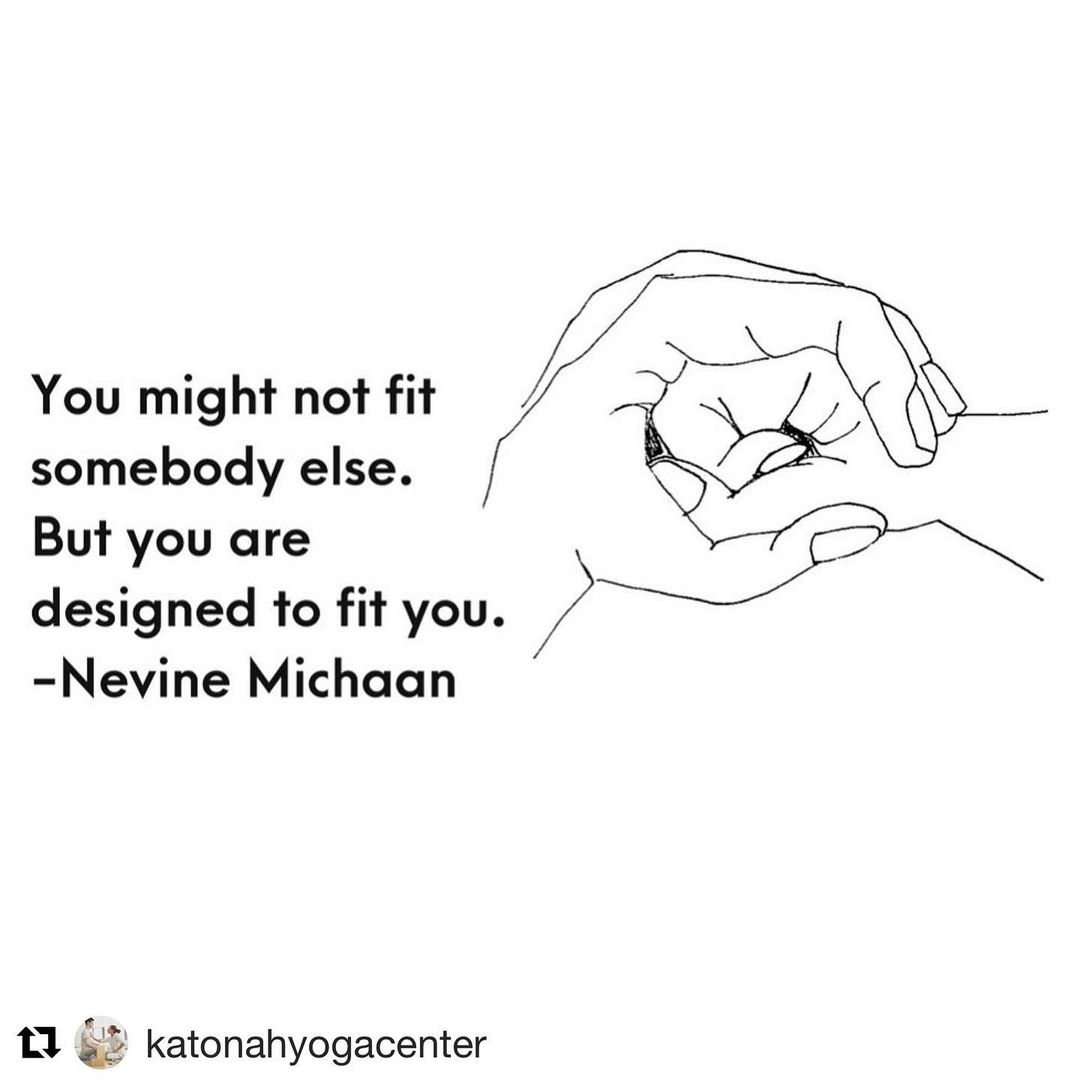 You might not fit
somebody else.
But you are
designed to fit you.
–Nevine Michaan
katonahyogacenter